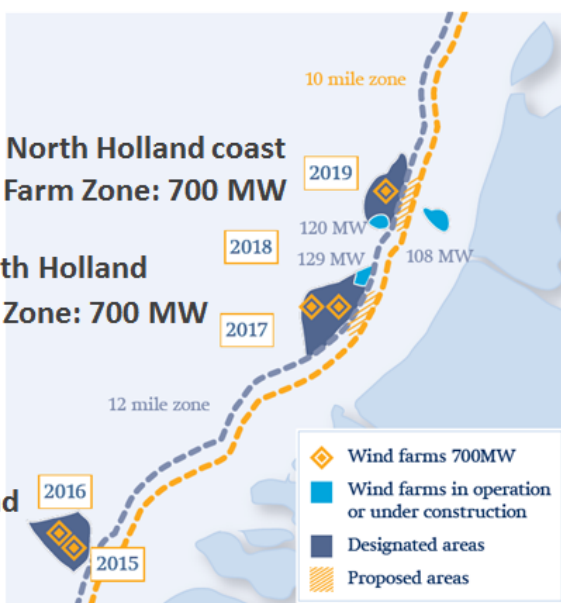 10 mile zone
North Holland coast
Farm Zone: 700 MW
2019
120 MW
2018
129 MW
108 MW
th Holland
Zone: 700 MW
2017
12 mile zone
2016
d
2015
Wind farms 700MW
Wind farms in operation
or under construction
Designated areas
Proposed areas